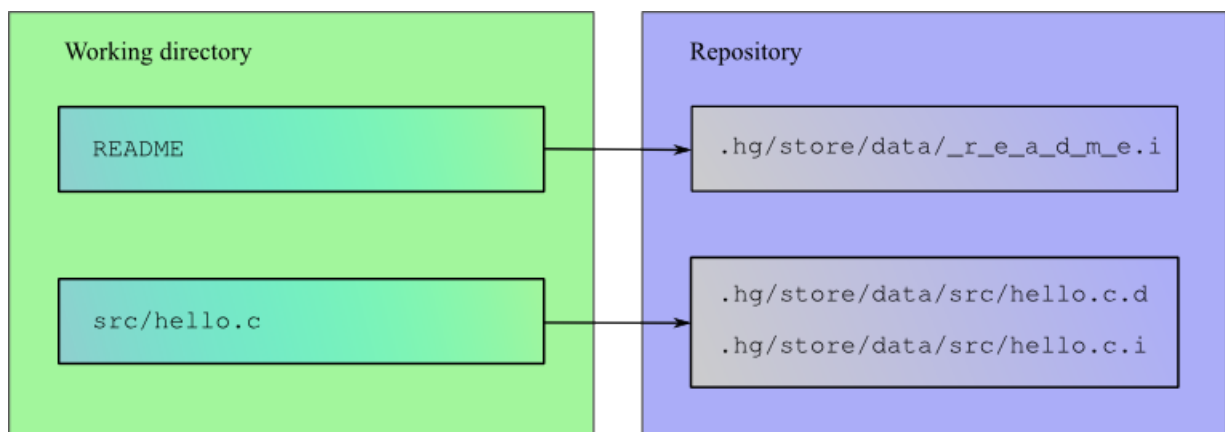 Working directory
README
src/hello.c
Repository
.hg/store/data/_r_e_a_d_m_e.i
.hg/store/data/src/hello.c.d
.hg/store/data/src/hello.c.i